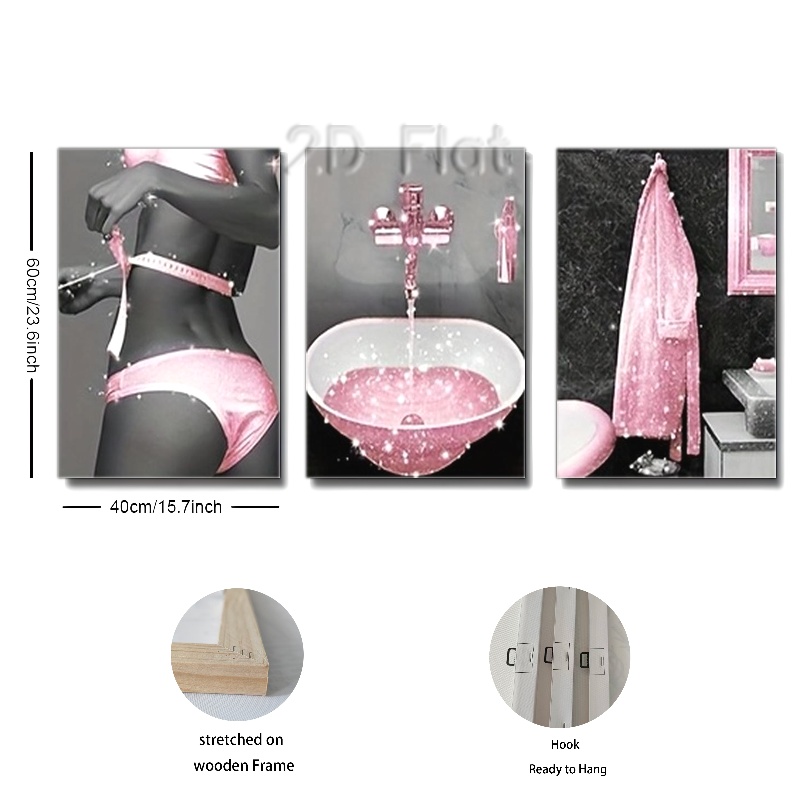 2D Flat
60cm/23.6inch
40cm/15.7inch
stretched on
wooden Frame
Hook
Ready to Hang